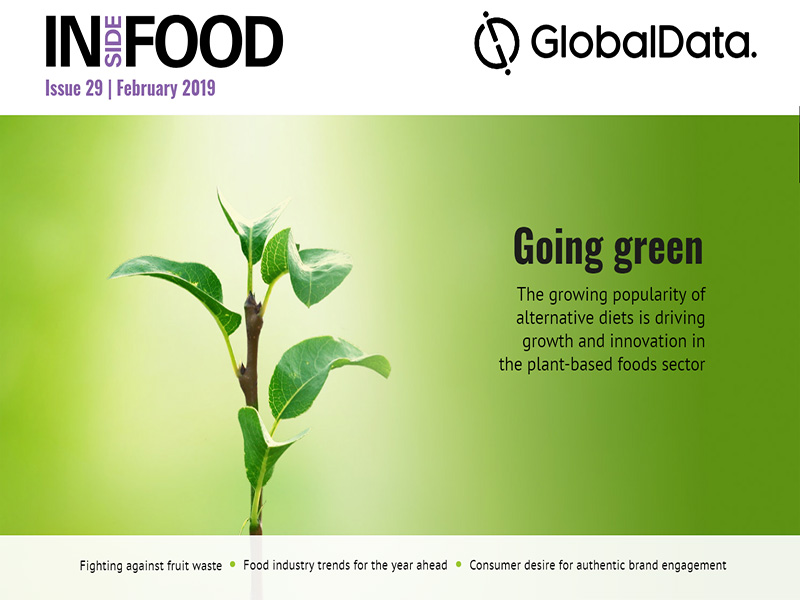 INSIDE FOOD
Issue 29 | February 2019
GlobalData.
Going green
The growing popularity of
alternative diets is driving
growth and innovation in
the plant-based foods sector
Fighting against fruit waste • Food industry trends for the year ahead • Consumer desire for authentic brand engagement